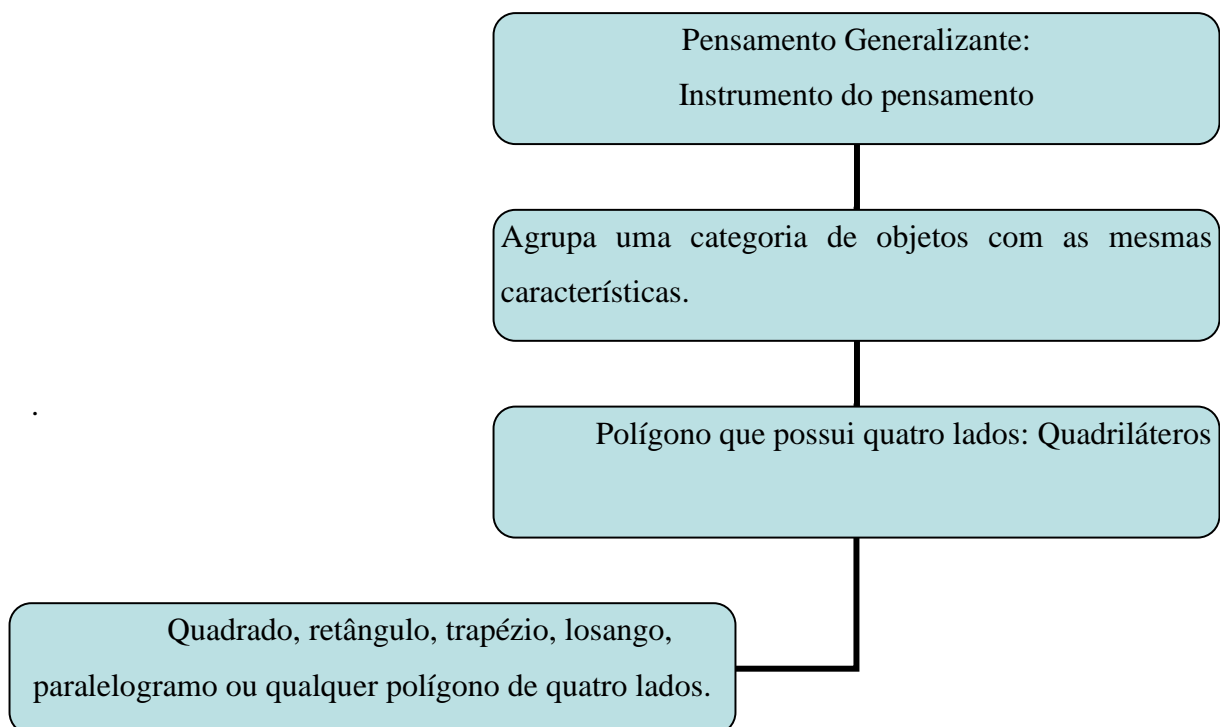 Pensamento Generalizante:
Instrumento do pensamento
Agrupa uma categoria de objetos com as mesmas
características.
.
Polígono que possui quatro lados: Quadriláteros
Quadrado, retângulo, trapézio, losango,
paralelogramo ou qualquer polígono de quatro lados.